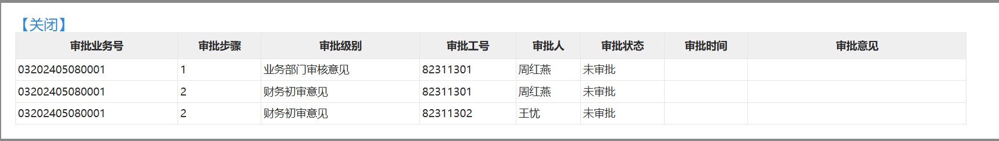 【关闭】
审批业务号 审批步骤 审批级别 审批工号 审批人 审批状态 审批时间 审批意见
03202405080001 1 业务部门审核意见 82311301 周红燕 未审批
03202405080001 2 财务初审意见 82311301 周红燕 未审批
03202405080001 2 财务初审意见 82311302 王忧 未审批